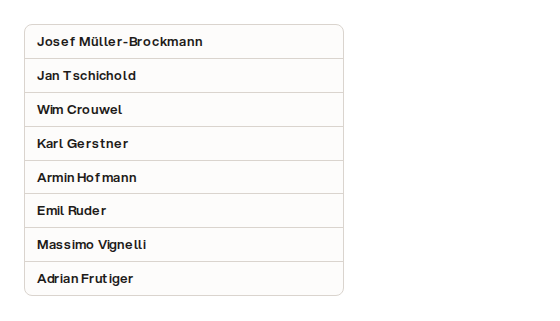 Josef Müller-Brockmann
Jan Tschichold
Wim Crouwel
Karl Gerstner
Armin Hofmann
Emil Ruder
Massimo Vignelli
Adrian Frutiger